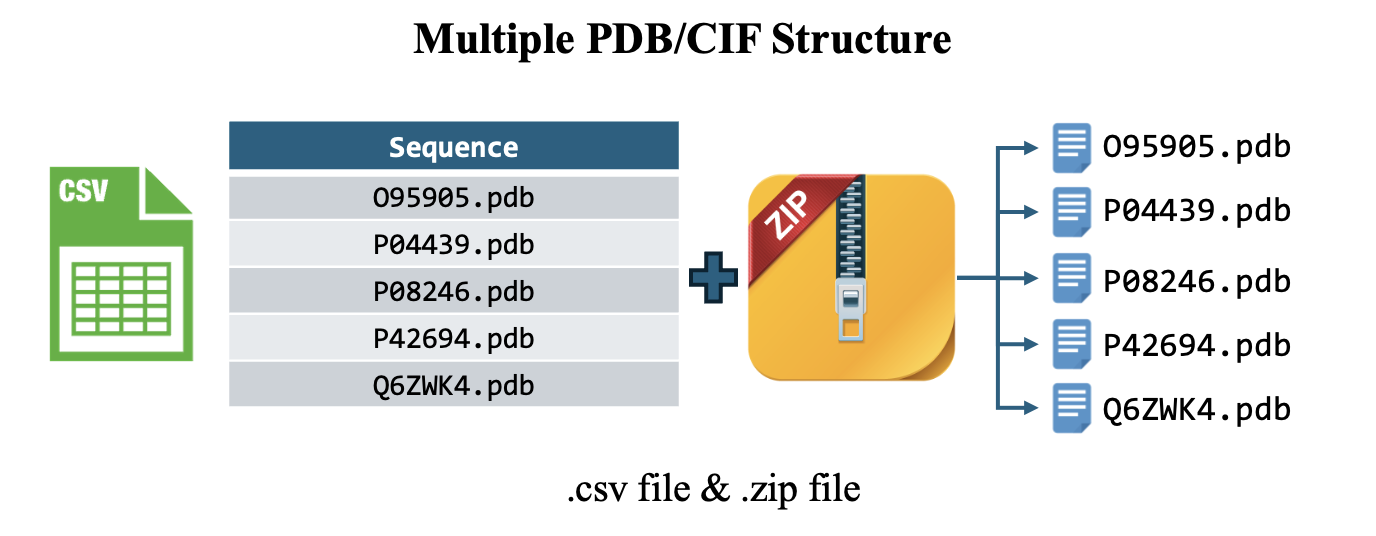 Multiple PDB/CIF Structure
CSV
Sequence
O95905.pdb
P04439.pdb
P08246.pdb
P42694.pdb
Q6ZWK4.pdb
ZIP
O95905.pdb
P04439.pdb
P08246.pdb
P42694.pdb
Q6ZWK4.pdb
.csv file & .zip file